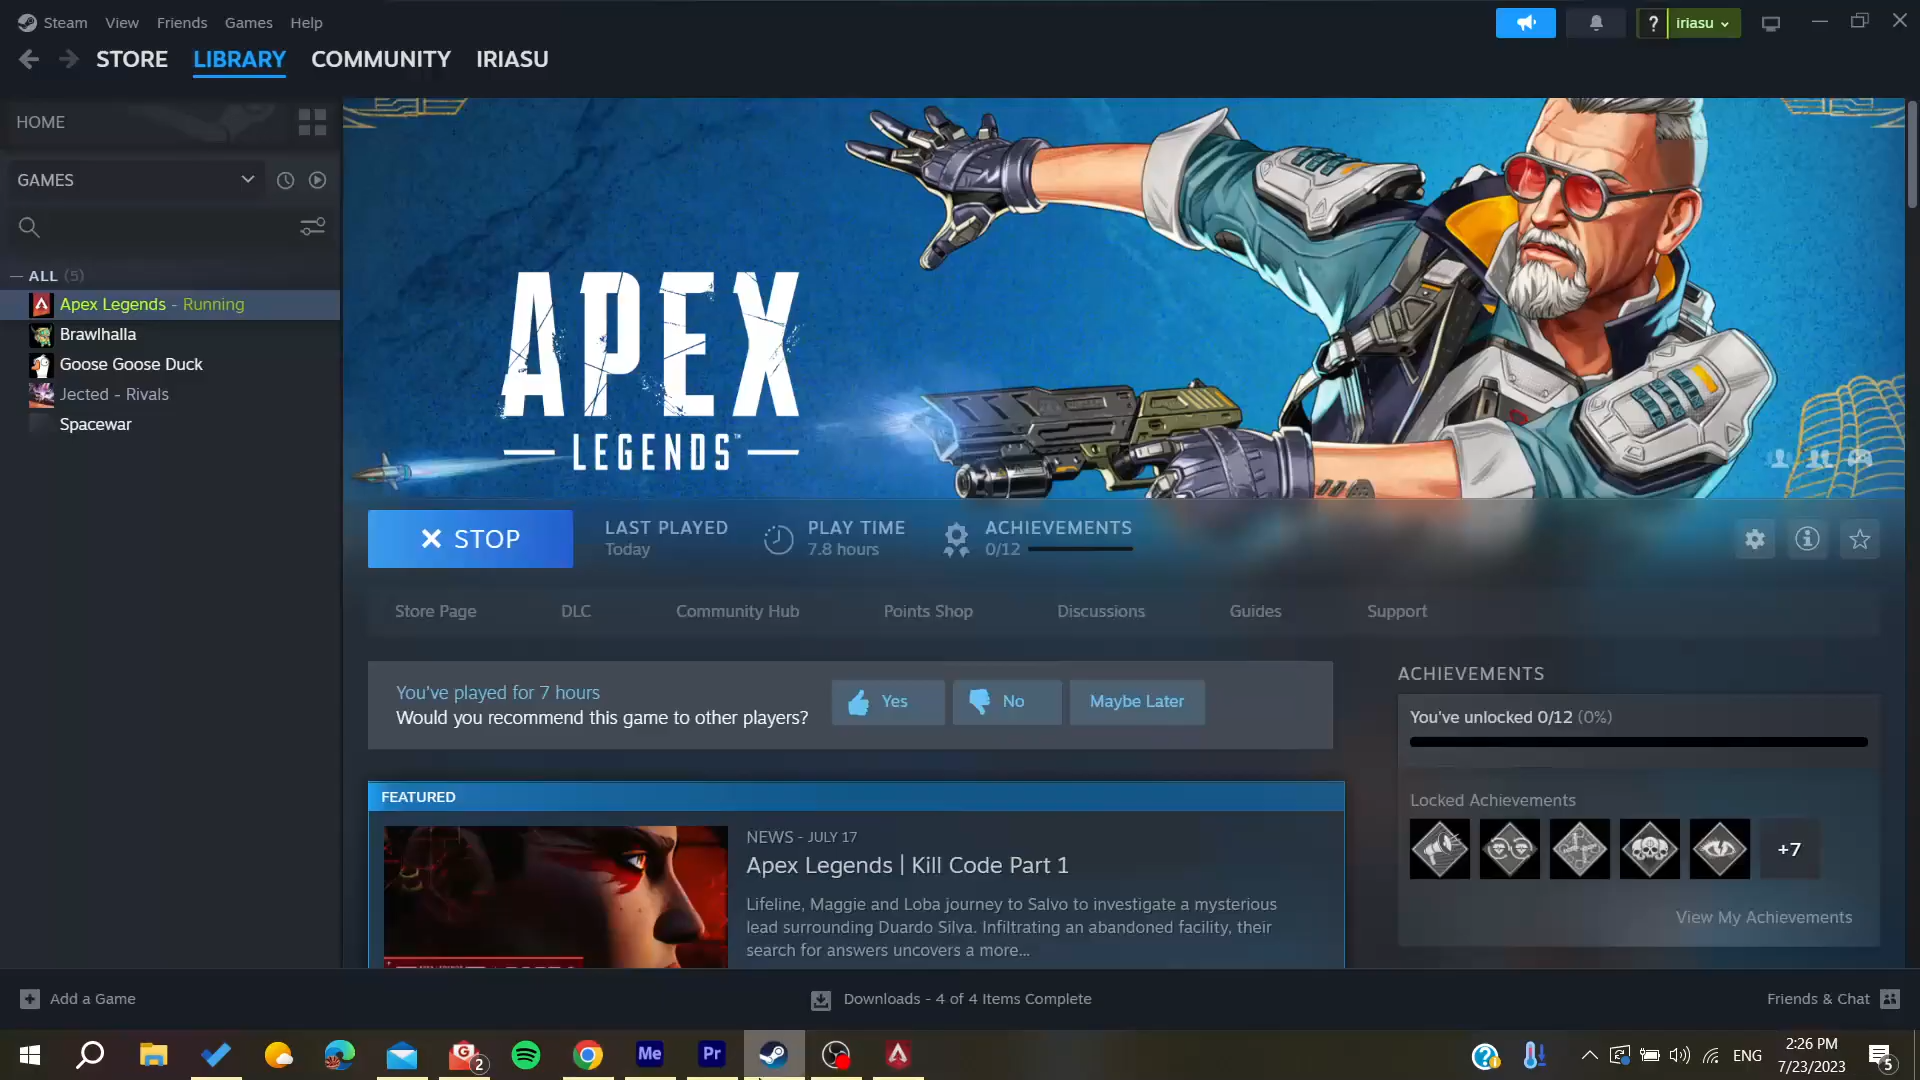 Steam View Friends Games Help
? iriasu
STORE LIBRARY COMMUNITY IRIASU
HOME
GAMES
ALL (5)
Apex Legends - Running
Brawlhalla
Goose Goose Duck
Jected - Rivals
Spacewar
APEX
LEGENDS™
STOP
LAST PLAYED
Today
PLAY TIME
7.8 hours
ACHIEVEMENTS
0/12
Store Page DLC Community Hub Points Shop Discussions Guides Support
You've played for 7 hours
Would you recommend this game to other players?
Yes No Maybe Later
ACHIEVEMENTS
You've unlocked 0/12 (0%)
Locked Achievements
+7
View My Achievements
FEATURED
NEWS - JULY 17
Apex Legends | Kill Code Part 1
Lifeline, Maggie and Loba journey to Salvo to investigate a mysterious
lead surrounding Duardo Silva. Infiltrating an abandoned facility, their
search for answers uncovers a more...
Add a Game
Downloads - 4 of 4 Items Complete
Friends & Chat
G 2
Me
Pr
ENG
2:26 PM
7/23/2023
5